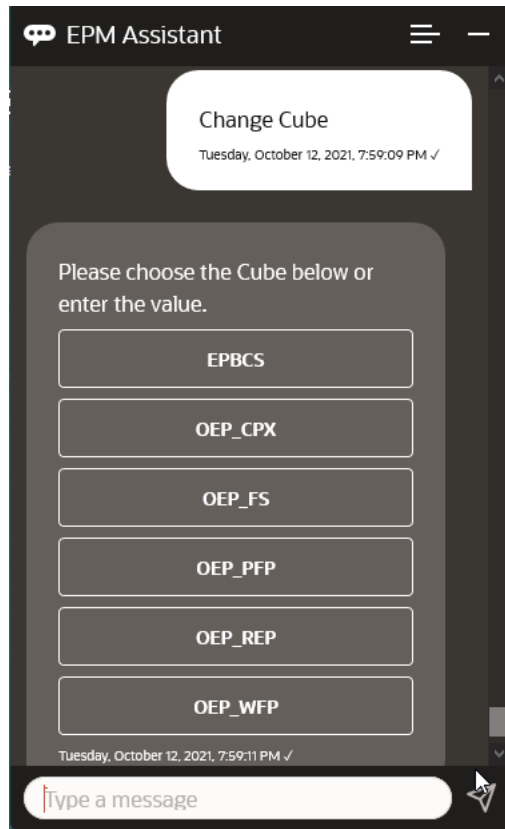 EPM Assistant
Change Cube
Tuesday, October 12, 2021, 7:59:09 PM ✓
Please choose the Cube below or
enter the value.
EPBCS
OEP_CPX
OEP_FS
OEP_PFP
OEP_REP
OEP_WFP
Tuesday, October 12, 2021, 7:59:11 PM ✓
Type a message